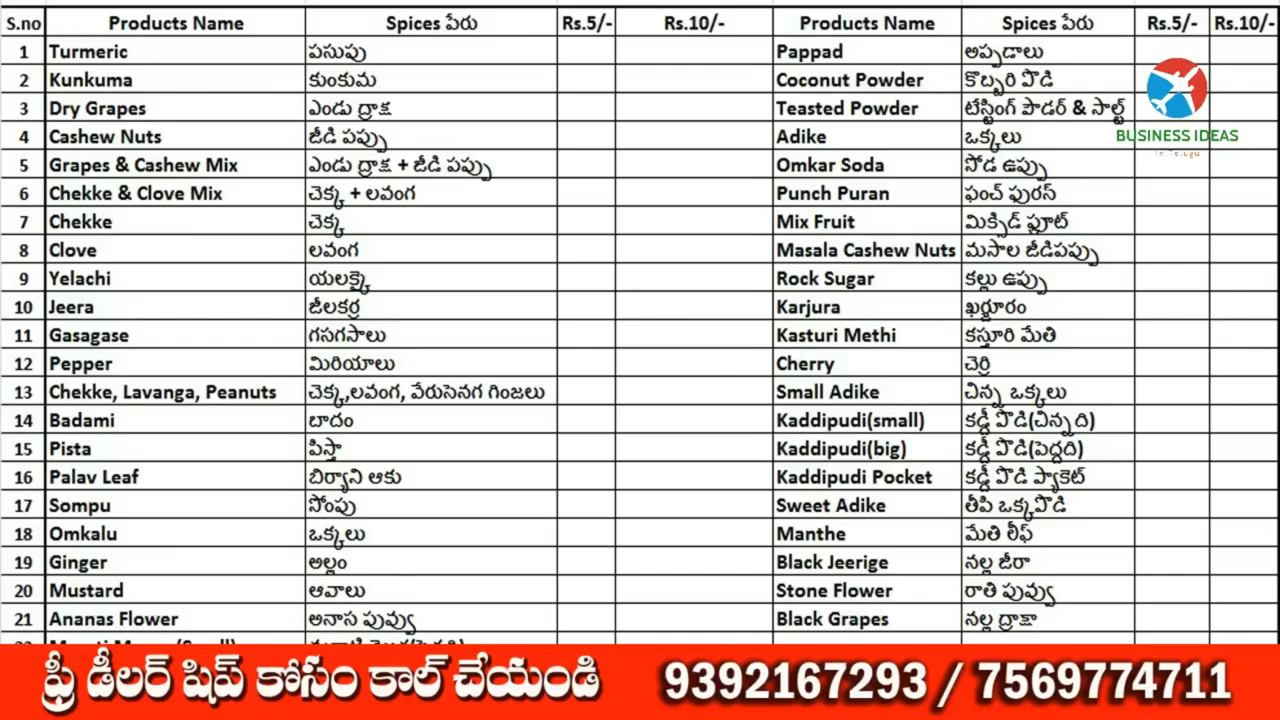 S.no Products Name Spices పేరు Rs.5/- Rs.10/- Products Name Spices పేరు Rs.5/- Rs.10/-
1 Turmeric పసుపు Pappad అప్పడాలు
2 Kunkuma కుంకుమ Coconut Powder కొబ్బరి పొడి
3 Dry Grapes ఎండు ద్రాక్ష Teasted Powder టేస్టింగ్ పౌడర్ & సాల్ట్
4 Cashew Nuts జీడి పప్పు Adike ఒక్కలు
BUSINESS IDEAS
In Telugu
5 Grapes & Cashew Mix ఎండు ద్రాక్ష + జీడి పప్పు Omkar Soda సోడ ఉప్పు
6 Chekke & Clove Mix చెక్క + లవంగ Punch Puran ఫంచ్ ఫురస్
7 Chekke చెక్క Mix Fruit మిక్సిడ్ ఫ్రూట్
8 Clove లవంగ Masala Cashew Nuts మసాల జీడిపప్పు
9 Yelachi యలక్కై Rock Sugar కల్లు ఉప్పు
10 Jeera జీలకర్ర Karjura ఖర్జూరం
11 Gasagase గసగసాలు Kasturi Methi కస్తూరి మేతి
12 Pepper మిరియాలు Cherry చెర్రి
13 Chekke, Lavanga, Peanuts చెక్క,లవంగ, వేరుసెనగ గింజలు Small Adike చిన్న ఒక్కలు
14 Badami బాదం Kaddipudi(small) కడ్డీ పొడి(చిన్నది)
15 Pista పిస్తా Kaddipudi(big) కడ్డీ పొడి(పెద్దది)
16 Palav Leaf బిర్యాని ఆకు Kaddipudi Pocket కడ్డీ పొడి ప్యాకెట్
17 Sompu సోంపు Sweet Adike తీపి ఒక్కపొడి
18 Omkalu ఒక్కలు Manthe మేతి లీఫ్
19 Ginger అల్లం Black Jeerige నల్ల జీరా
20 Mustard ఆవాలు Stone Flower రాతి పువ్వు
21 Ananas Flower అనాస పువ్వు Black Grapes నల్ల ద్రాక్షా
ఫ్రీ డీలర్ షిప్ కోసం కాల్ చేయండి 9392167293 / 7569774711